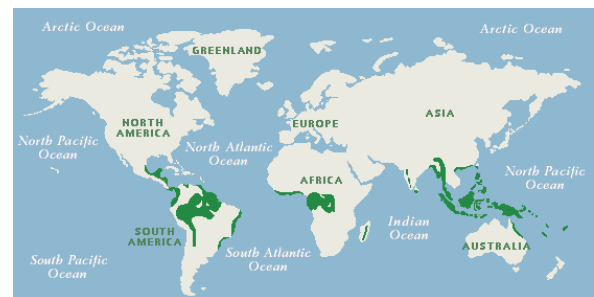 Arctic Ocean
Arctic Ocean
GREENLAND
NORTH
AMERICA
EUROPE
ASIA
North Pacific
Ocean
North Atlantic
Ocean
North Pacific
Ocean
AFRICA
Indian
Ocean
SOUTH
AMERICA
AUSTRALIA
South Pacific
Ocean
South Atlantic
Ocean